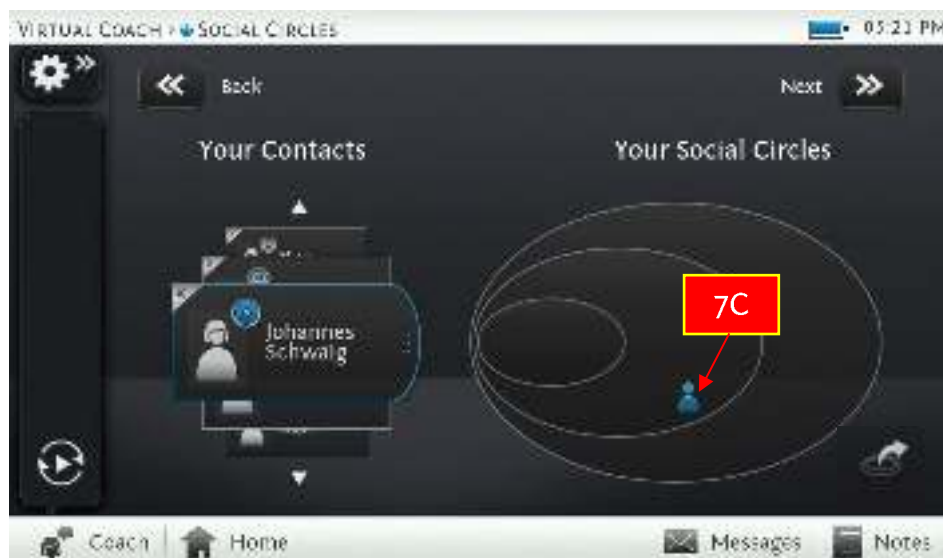 VIRTUAL COACH › SOCIAL CIRCLES
05:21 PM
Back
Next
Your Contacts
Your Social Circles
7C
Johannes
Schwaig
Coach
Home
Messages
Notes